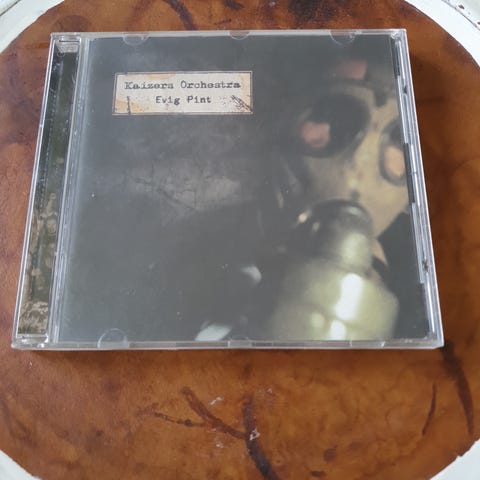 Kaizers Orchestra
Evig Pint